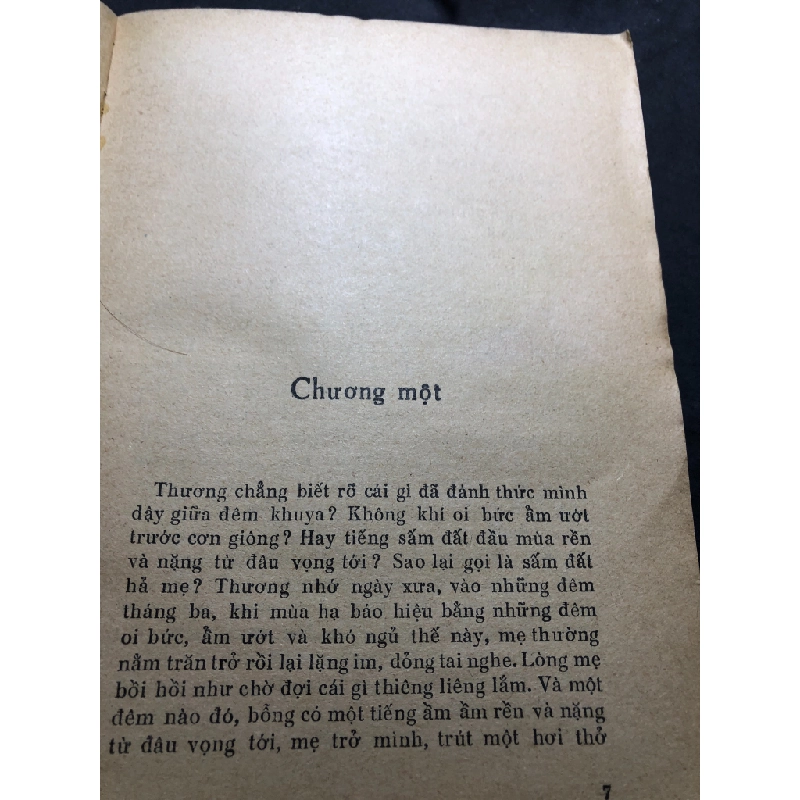 Chương một
Thương chẳng biết rõ cái gì đã đánh thức mình
dậy giữa đêm khuya? Không khí oi bức ẩm ướt
trước cơn giông? Hay tiếng sấm đất đầu mùa rền
và nặng từ đâu vọng tới? Sao lại gọi là sấm đất
hả mẹ? Thương nhớ ngày xưa, vào những đêm
tháng ba, khi mùa hạ báo hiệu bằng những đêm
oi bức, ẩm ướt và khó ngủ thế này, mẹ thường
nằm trăn trở rồi lại lặng im, dỏng tai nghe. Lòng mẹ
bồi hồi như chờ đợi cái gì thiêng liêng lắm. Và một
đêm nào đó, bỗng có một tiếng ầm ầm rền và nặng
từ đâu vọng tới, mẹ trở mình, trút một hơi thở
7